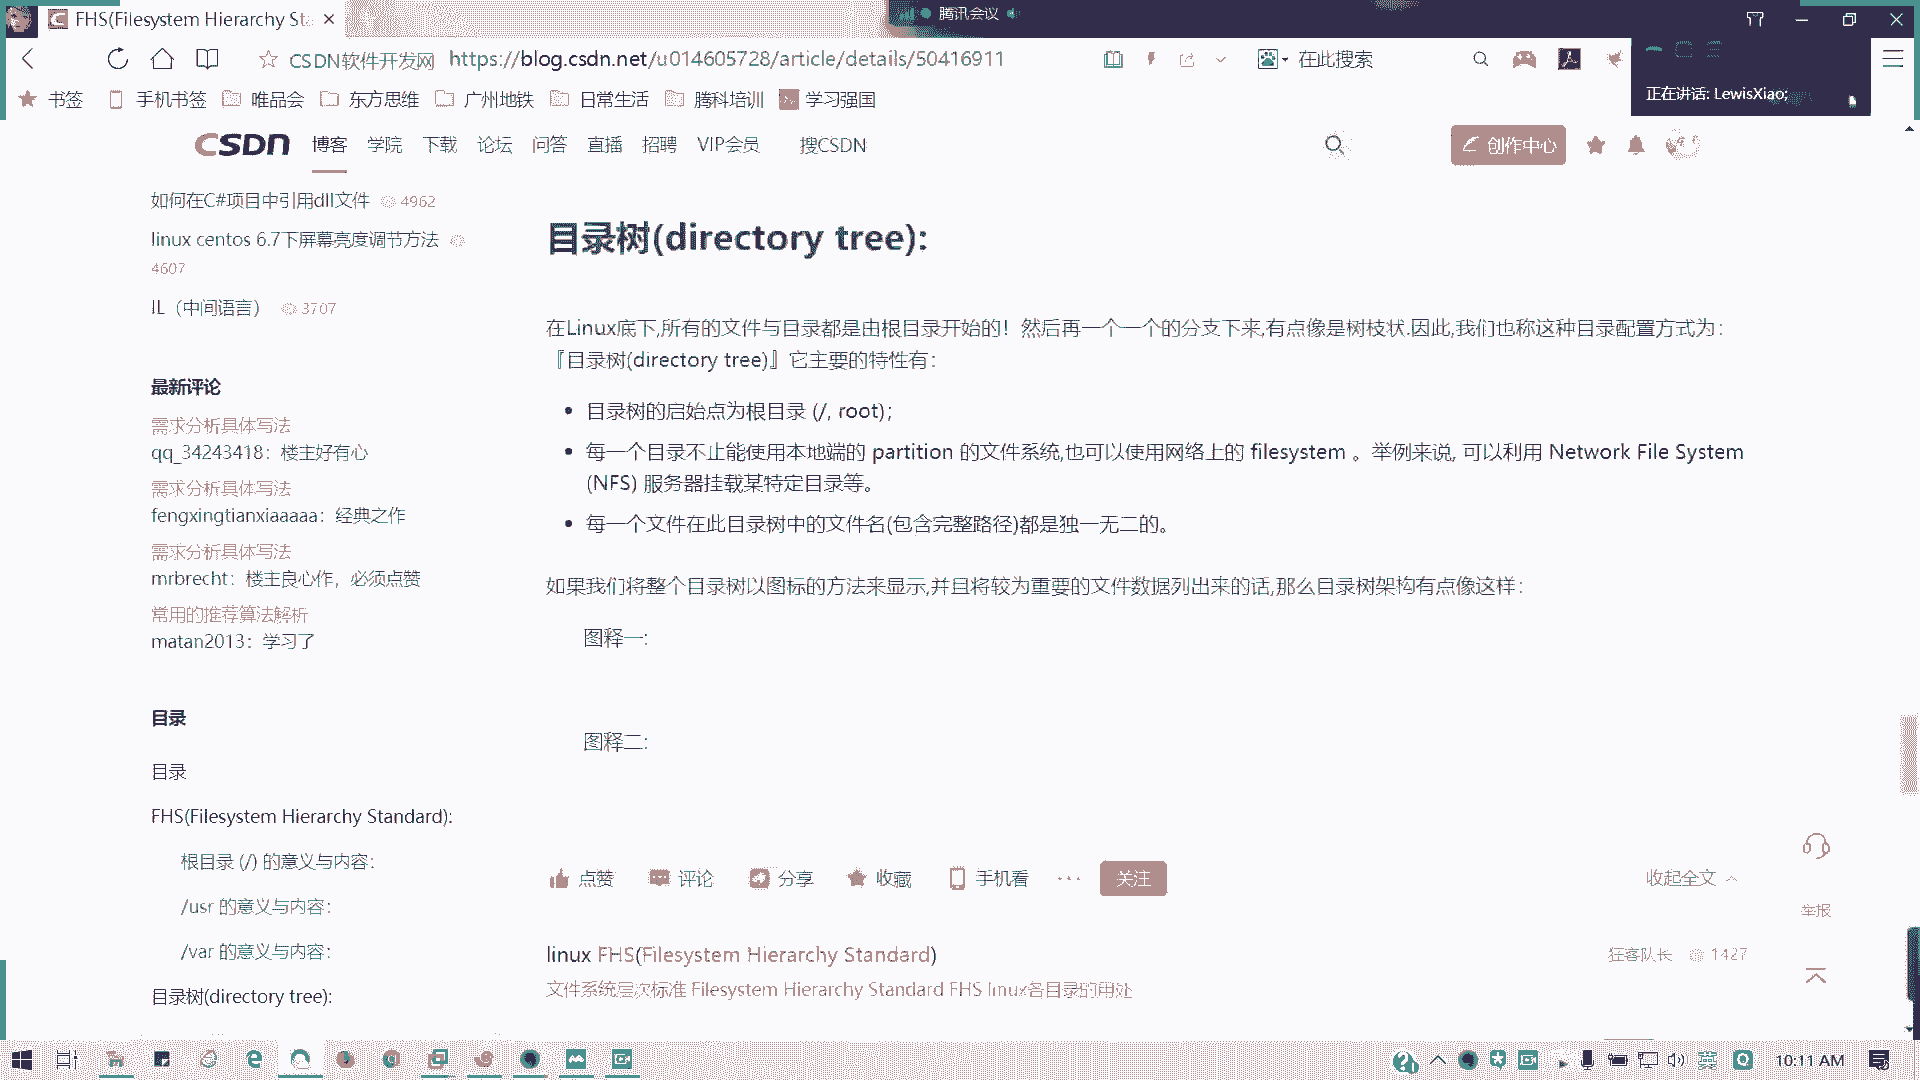 FHS(Filesystem Hierarchy St
腾讯会议
CSDN软件开发网 https://blog.csdn.net/u014605728/article/details/50416911
在此搜索
书签 手机书签 唯品会 东方思维 广州地铁 日常生活 腾科培训 学习强国
正在讲话: LewisXiao;
CSDN 博客 学院 下载 论坛 问答 直播 招聘 VIP会员 搜CSDN
创作中心
如何在C#项目中引用dll文件 4962
linux centos 6.7下屏幕亮度调节方法
4607
IL（中间语言） 3707
最新评论
需求分析具体写法
qq_34243418：楼主好有心
需求分析具体写法
fengxingtianxiaaaaa：经典之作
需求分析具体写法
mrbrecht：楼主良心作，必须点赞
常用的推荐算法解析
matan2013：学习了
目录
目录
FHS(Filesystem Hierarchy Standard):
根目录 (/) 的意义与内容：
/usr 的意义与内容：
/var 的意义与内容：
目录树(directory tree):
目录树(directory tree):
在Linux底下,所有的文件与目录都是由根目录开始的！然后再一个一个的分支下来,有点像是树枝状.因此,我们也称这种目录配置方式为：
『目录树(directory tree)』它主要的特性有：
• 目录树的启始点为根目录 (/, root)；
• 每一个目录不止能使用本地端的 partition 的文件系统,也可以使用网络上的 filesystem 。举例来说, 可以利用 Network File System
(NFS) 服务器挂载某特定目录等。
• 每一个文件在此目录树中的文件名(包含完整路径)都是独一无二的。
如果我们将整个目录树以图标的方法来显示,并且将较为重要的文件数据列出来的话,那么目录树架构有点像这样：
图释一:
图释二:
点赞 评论 分享 收藏 手机看 ··· 关注
收起全文
举报
linux FHS(Filesystem Hierarchy Standard)
狂客队长 1427
文件系统层次标准 Filesystem Hierarchy Standard FHS linux各目录的用处
英
10:11 AM